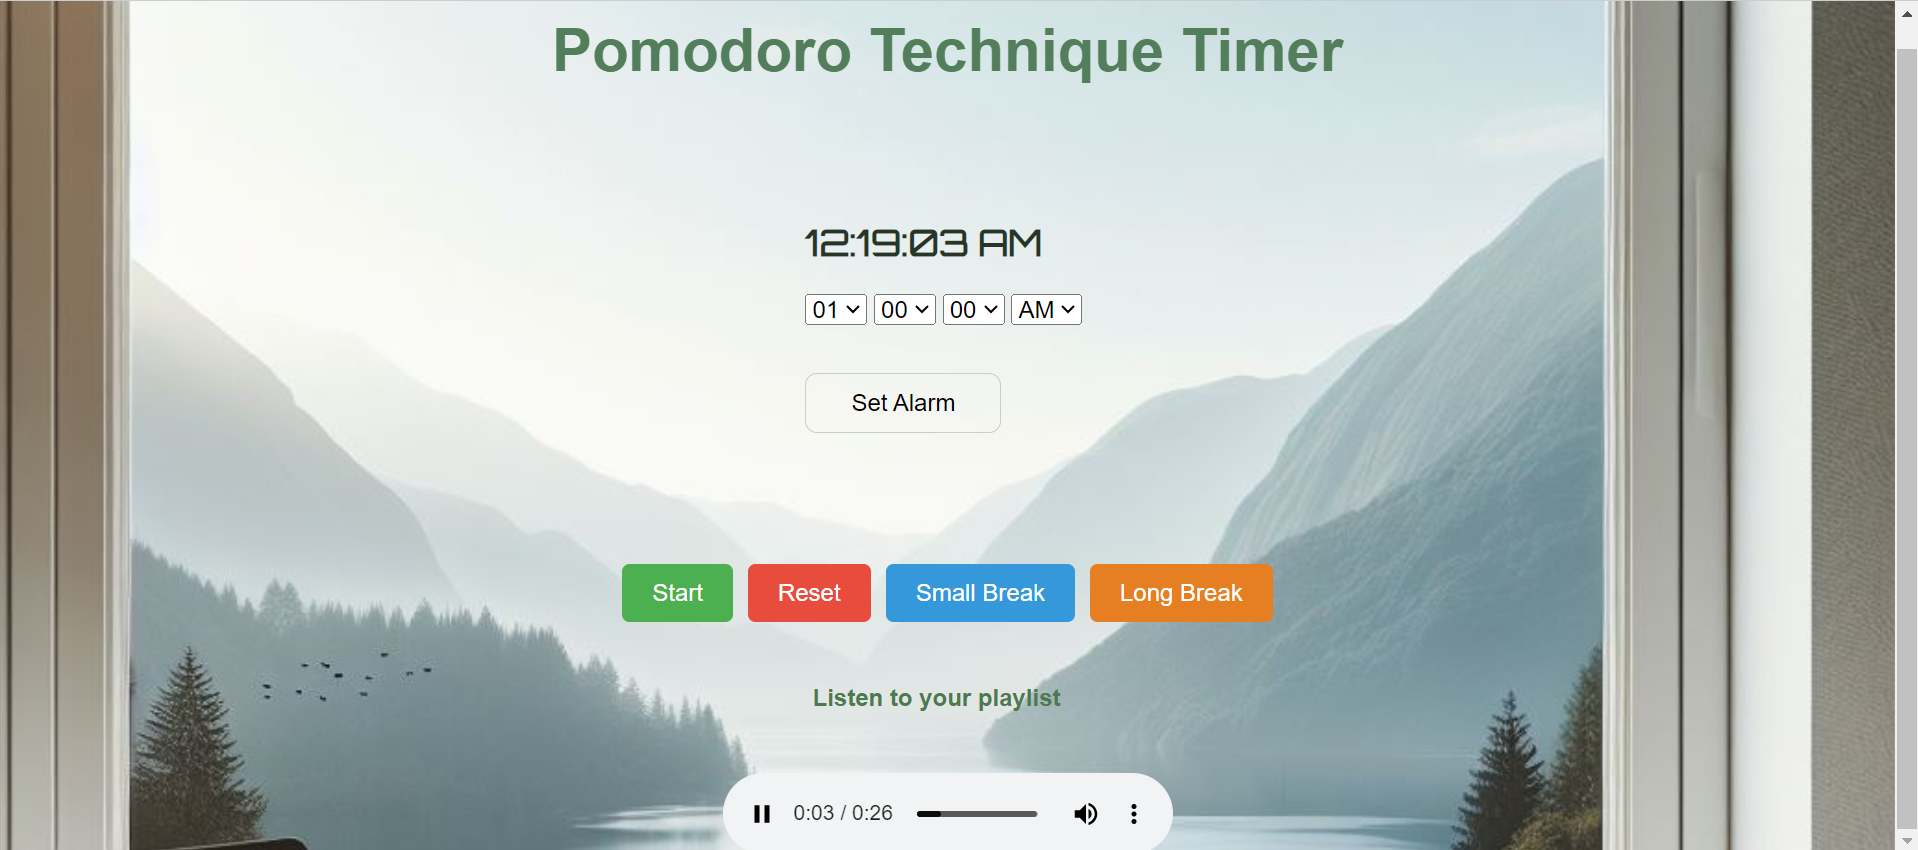 Pomodoro Technique Timer
12:19:03 AM
01 00 00 AM
Set Alarm
Start Reset Small Break Long Break
Listen to your playlist
0:03 / 0:26